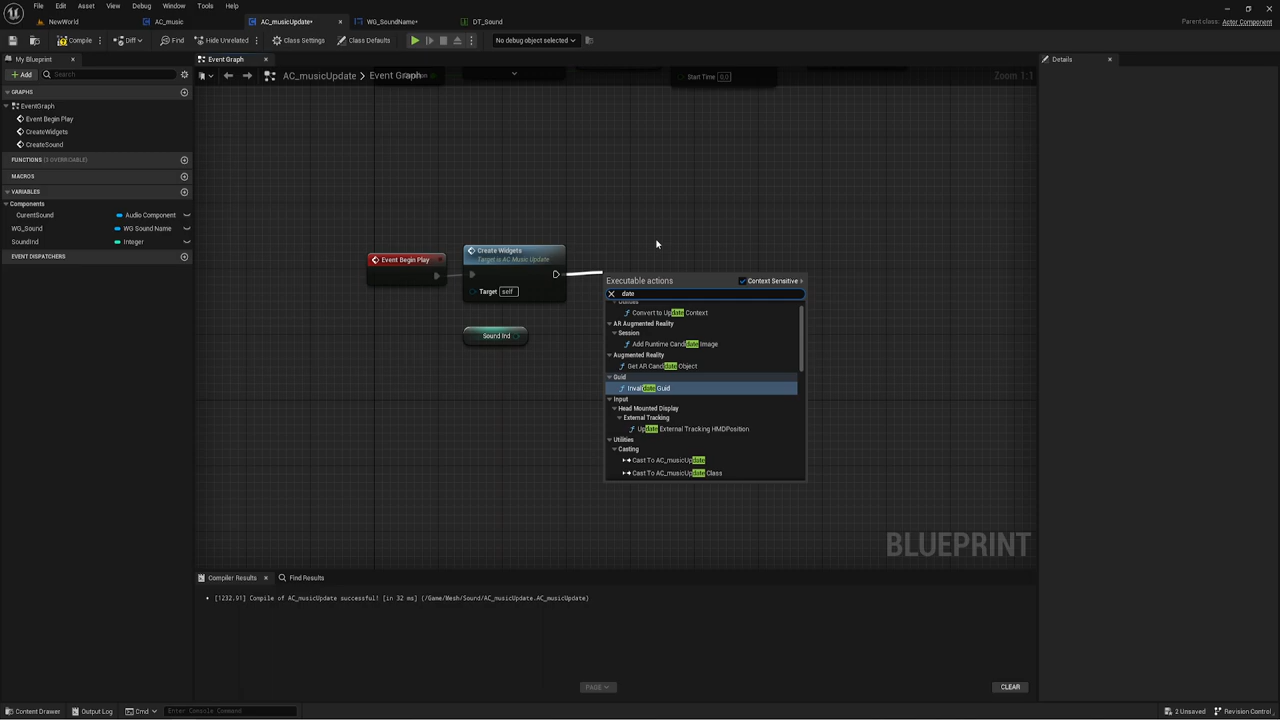 File Edit Asset View Debug Window Tools Help
NewWorld AC_music AC_musicUpdate* WG_SoundName* DT_Sound
Parent class: Actor Component
Compile Diff Find Hide Unrelated Class Settings Class Defaults No debug object selected
My Blueprint Event Graph Details
Add Search
AC_musicUpdate > Event Graph
Zoom 1:1
Start Time 0,0
GRAPHS
EventGraph
Event Begin Play
CreateWidgets
CreateSound
FUNCTIONS (3 OVERRIDABLE)
MACROS
VARIABLES
Components
CurentSound Audio Component
WG_Sound WG Sound Name
SoundInd Integer
EVENT DISPATCHERS
Event Begin Play
Create Widgets
Target is AC Music Update
Target self
Sound Ind
Executable actions Context Sensitive
date
Convert to Update Context
AR Augmented Reality
Session
Add Runtime Candidate Image
Augmented Reality
Get AR Candidate Object
Guid
Invalidate Guid
Input
Head Mounted Display
External Tracking
Update External Tracking HMDPosition
Utilities
Casting
Cast To AC_musicUpdate
Cast To AC_musicUpdate Class
BLUEPRINT
Compiler Results Find Results
[1232.91] Compile of AC_musicUpdate successful! [in 32 ms] (/Game/Mesh/Sound/AC_musicUpdate.AC_musicUpdate)
PAGE CLEAR
Content Drawer Output Log Cmd Enter Console Command 2 Unsaved Revision Control